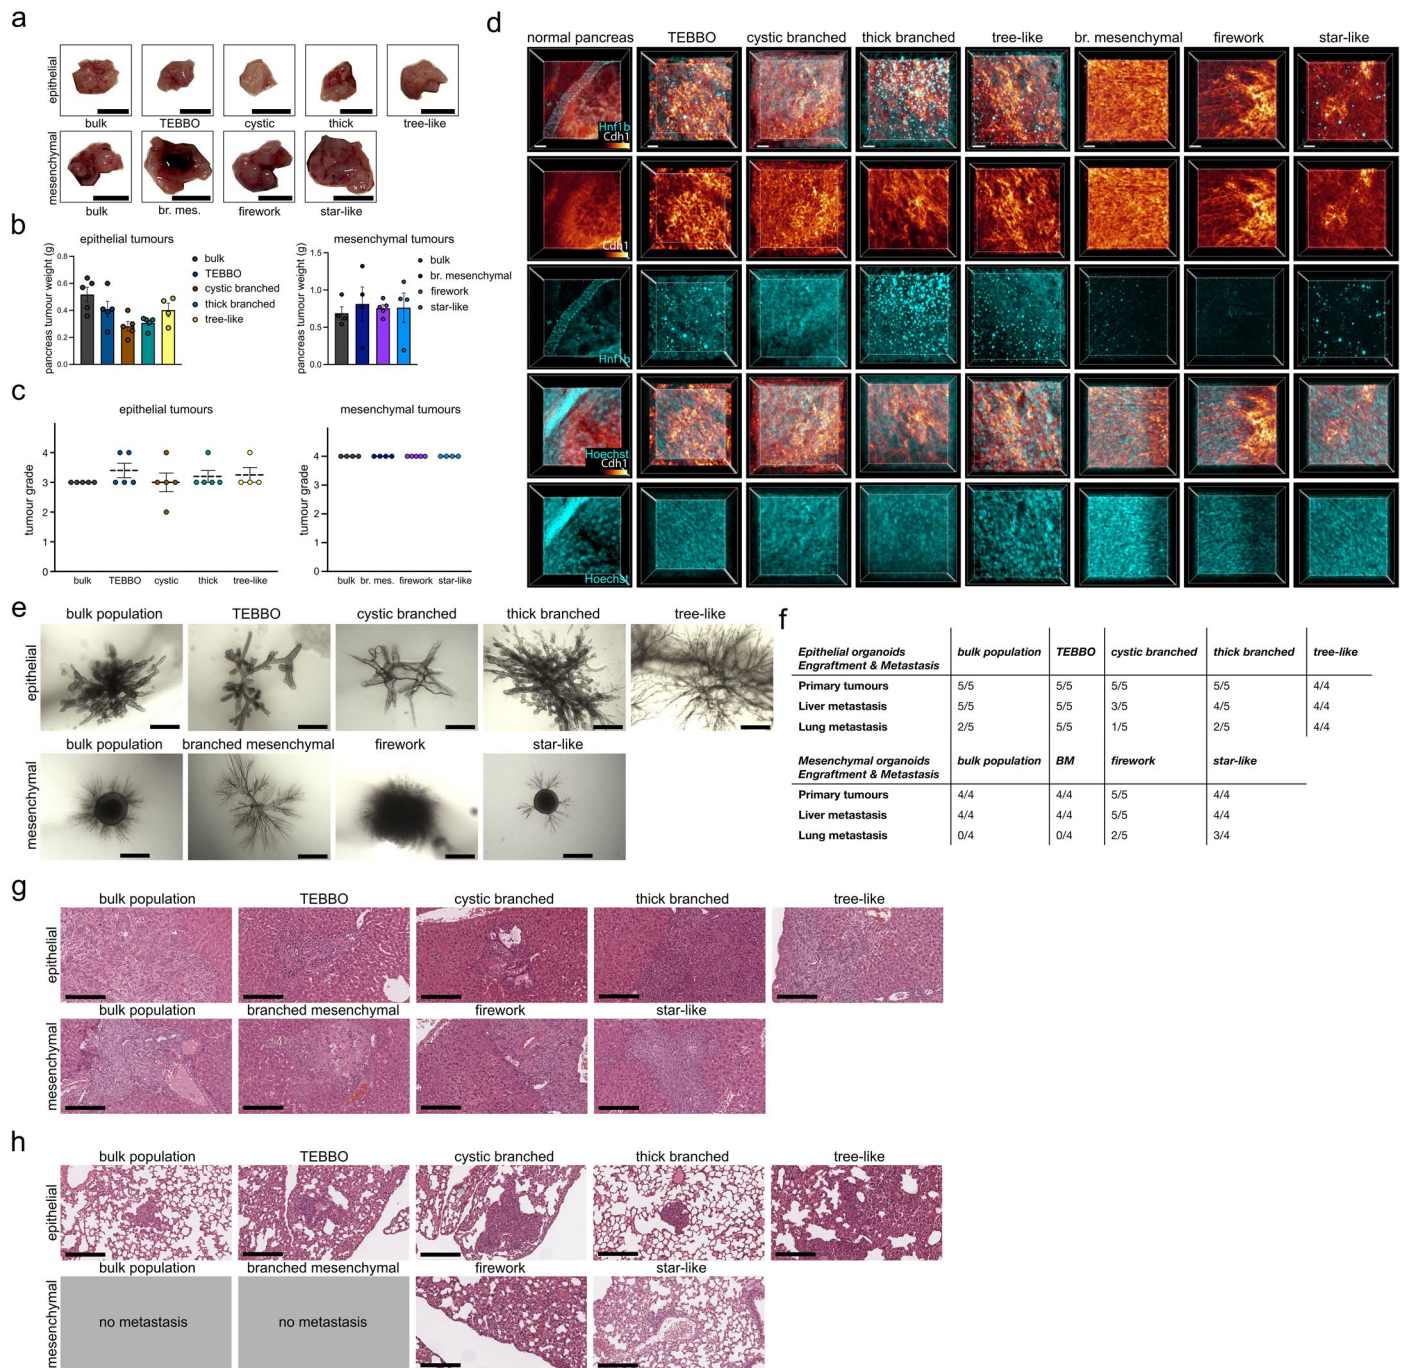 a
epithelial
bulk
TEBBO
cystic
thick
tree-like
mesenchymal
bulk
br. mes.
firework
star-like
b
epithelial tumours
pancreas tumour weight (g)
0.8
0.6
0.4
0.2
0.0
bulk
TEBBO
cystic branched
thick branched
tree-like
mesenchymal tumours
pancreas tumour weight (g)
1.5
1.0
0.5
0.0
bulk
br. mesenchymal
firework
star-like
c
epithelial tumours
tumour grade
4
3
2
1
0
bulk
TEBBO
cystic
thick
tree-like
mesenchymal tumours
tumour grade
4
3
2
1
0
bulk
br. mes.
firework
star-like
d
normal pancreas
TEBBO
cystic branched
thick branched
tree-like
br. mesenchymal
firework
star-like
Hnf1b
Cdh1
Cdh1
Hnf1b
Hoechst
Cdh1
Hoechst
e
epithelial
bulk population
TEBBO
cystic branched
thick branched
tree-like
mesenchymal
bulk population
branched mesenchymal
firework
star-like
f
Epithelial organoids Engraftment & Metastasis bulk population TEBBO cystic branched thick branched tree-like
Primary tumours 5/5 5/5 5/5 5/5 4/4
Liver metastasis 5/5 5/5 3/5 4/5 4/4
Lung metastasis 2/5 5/5 1/5 2/5 4/4
Mesenchymal organoids Engraftment & Metastasis bulk population BM firework star-like
Primary tumours 4/4 4/4 5/5 4/4
Liver metastasis 4/4 4/4 5/5 4/4
Lung metastasis 0/4 0/4 2/5 3/4
g
epithelial
bulk population
TEBBO
cystic branched
thick branched
tree-like
mesenchymal
bulk population
branched mesenchymal
firework
star-like
h
epithelial
bulk population
TEBBO
cystic branched
thick branched
tree-like
mesenchymal
bulk population
branched mesenchymal
firework
star-like
no metastasis
no metastasis